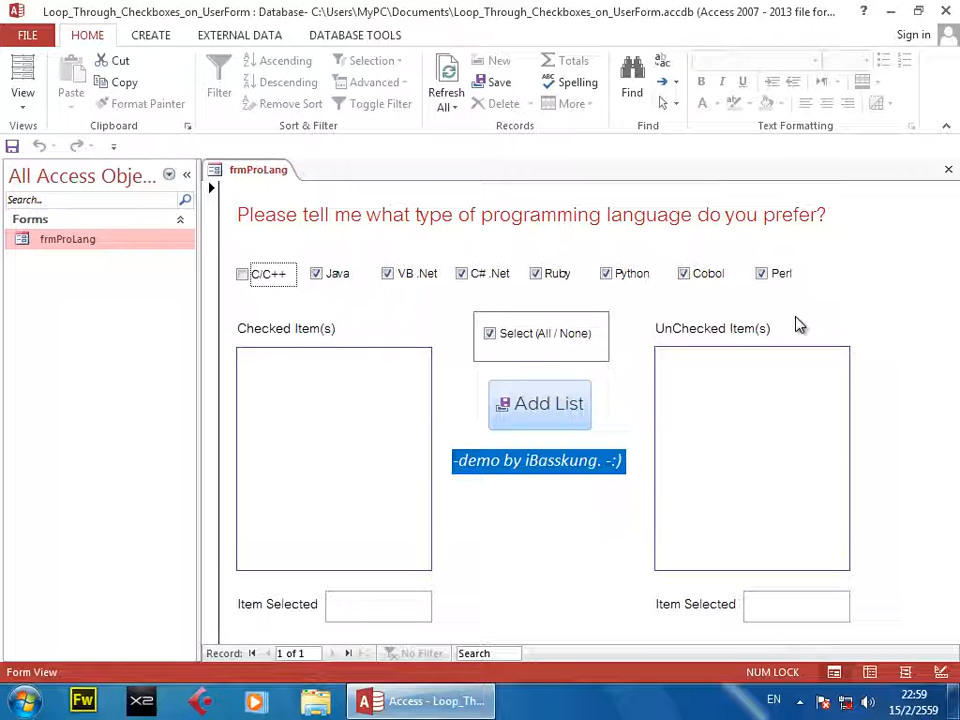 Loop_Through_Checkboxes_on_UserForm : Database- C:\Users\MyPC\Documents\Loop_Through_Checkboxes_on_UserForm.accdb (Access 2007 - 2013 file for...
FILE HOME CREATE EXTERNAL DATA DATABASE TOOLS Sign in
View Paste Cut Copy Format Painter
Filter Ascending Descending Remove Sort Selection Advanced Toggle Filter
Refresh All New Save Delete Totals Spelling More
Find
Views Clipboard Sort & Filter Records Find Text Formatting
All Access Obje...
Search...
Forms
frmProLang
frmProLang
Please tell me what type of programming language do you prefer?
C/C++ Java VB .Net C# .Net Ruby Python Cobol Perl
Checked Item(s)
Select (All / None)
UnChecked Item(s)
Add List
-demo by iBasskung. -:)
Item Selected
Item Selected
Record: 1 of 1 No Filter Search
Form View NUM LOCK
Fw X2 Access - Loop_Th... EN 22:59
15/2/2559